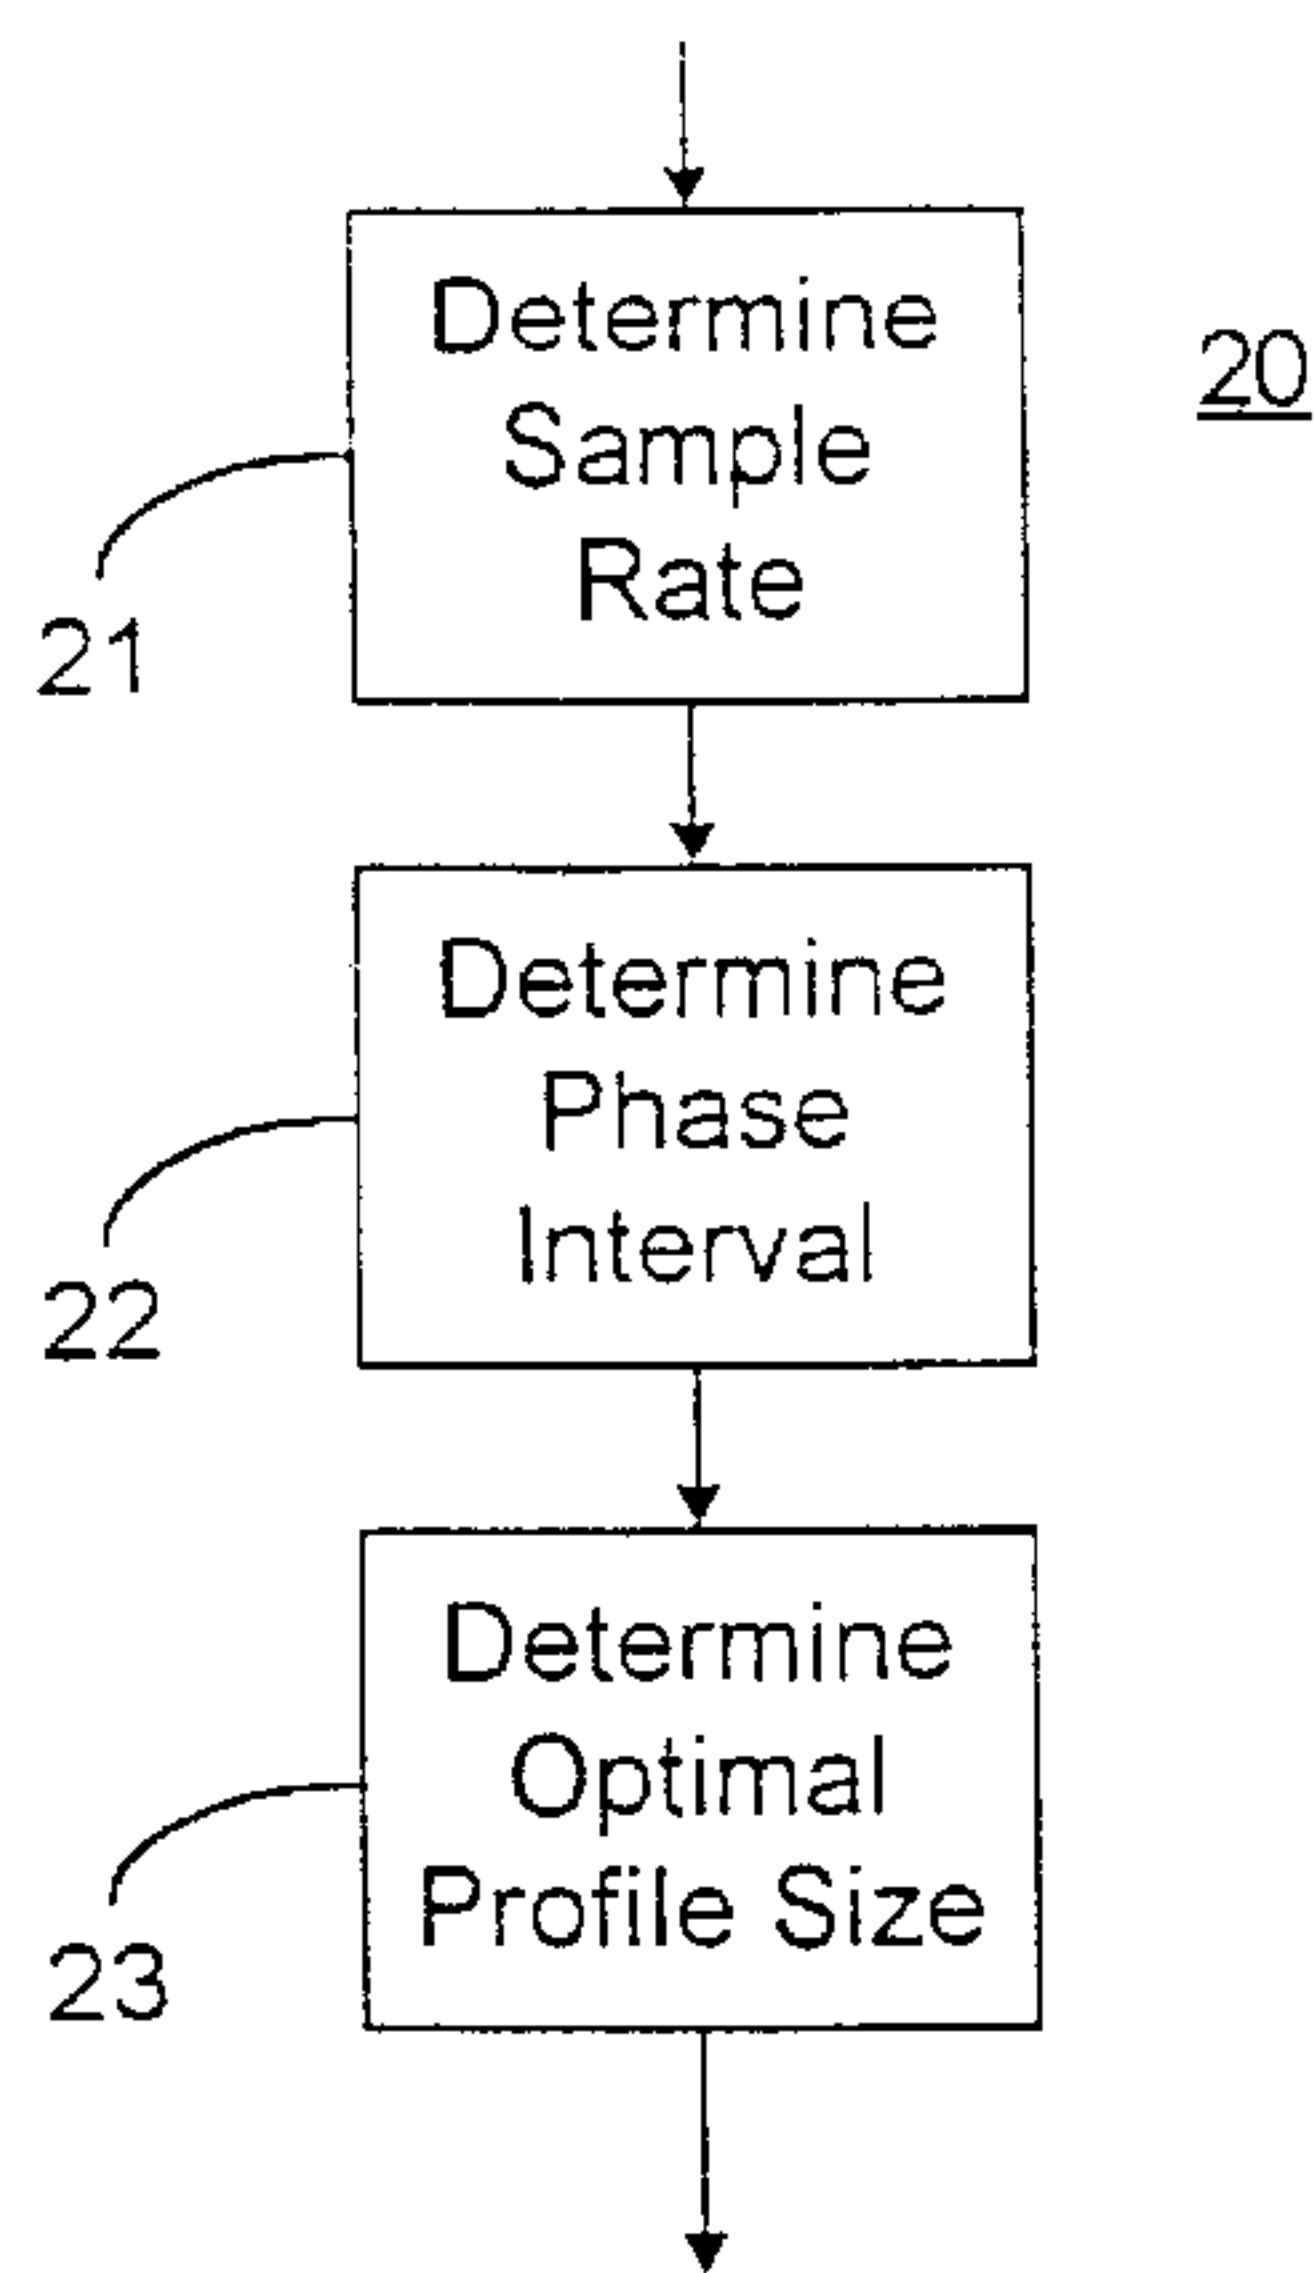 Determine
Sample
Rate
20
21
Determine
Phase
Interval
22
Determine
Optimal
Profile Size
23